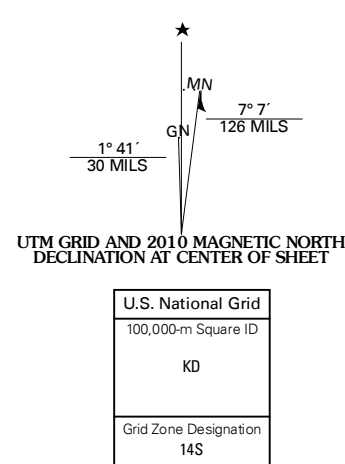 ★
MN
7° 7´
126 MILS
GN
1° 41´
30 MILS
UTM GRID AND 2010 MAGNETIC NORTH
DECLINATION AT CENTER OF SHEET
U.S. National Grid
100,000-m Square ID
KD
Grid Zone Designation
14S